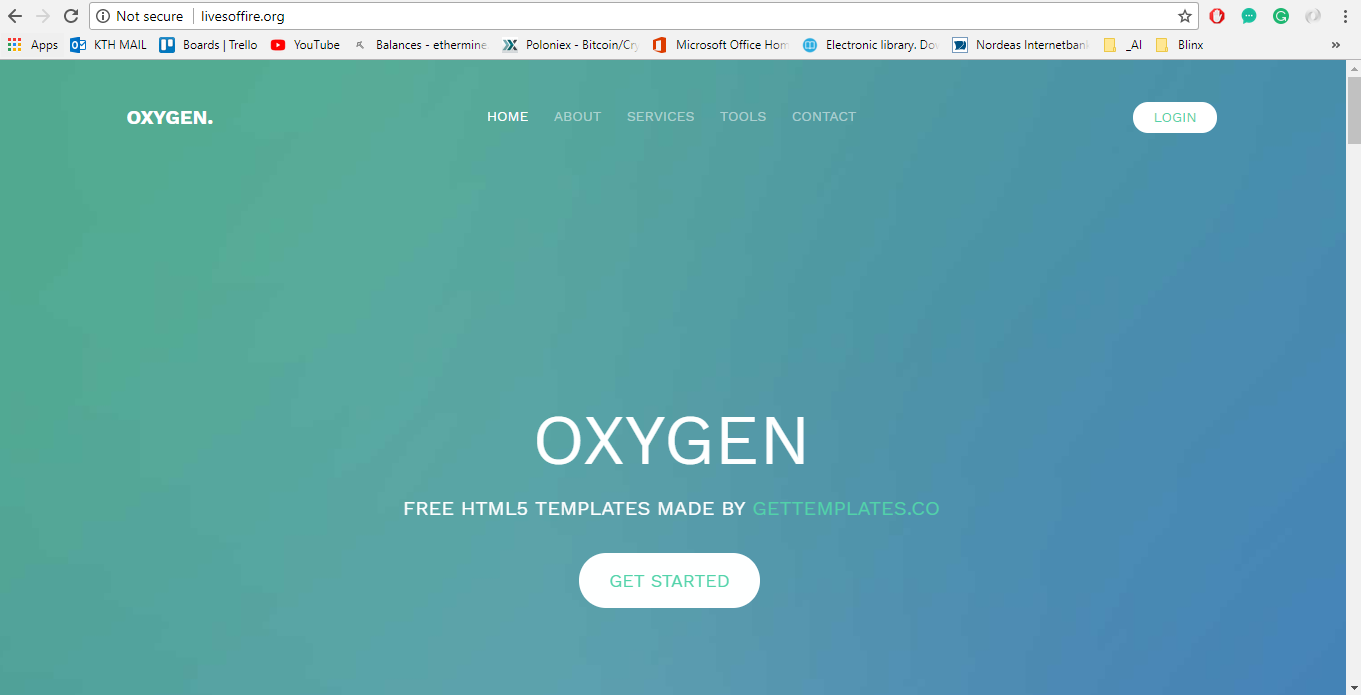 Not secure livesoffire.org
Apps KTH MAIL Boards | Trello YouTube Balances - ethermine Poloniex - Bitcoin/Cry Microsoft Office Hom Electronic library. Do Nordeas Internetban _AI Blinx »
OXYGEN. HOME ABOUT SERVICES TOOLS CONTACT LOGIN
OXYGEN
FREE HTML5 TEMPLATES MADE BY GETTEMPLATES.CO
GET STARTED